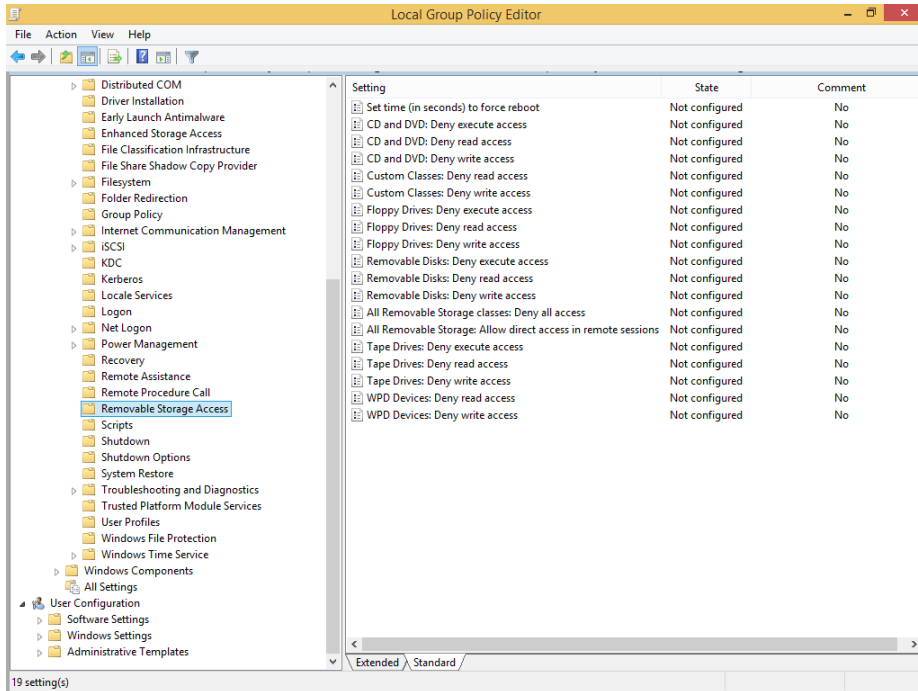 Local Group Policy Editor
File Action View Help
Distributed COM
Driver Installation
Early Launch Antimalware
Enhanced Storage Access
File Classification Infrastructure
File Share Shadow Copy Provider
Filesystem
Folder Redirection
Group Policy
Internet Communication Management
iSCSI
KDC
Kerberos
Locale Services
Logon
Net Logon
Power Management
Recovery
Remote Assistance
Remote Procedure Call
Removable Storage Access
Scripts
Shutdown
Shutdown Options
System Restore
Troubleshooting and Diagnostics
Trusted Platform Module Services
User Profiles
Windows File Protection
Windows Time Service
Windows Components
All Settings
User Configuration
Software Settings
Windows Settings
Administrative Templates
Setting State Comment
Set time (in seconds) to force reboot Not configured No
CD and DVD: Deny execute access Not configured No
CD and DVD: Deny read access Not configured No
CD and DVD: Deny write access Not configured No
Custom Classes: Deny read access Not configured No
Custom Classes: Deny write access Not configured No
Floppy Drives: Deny execute access Not configured No
Floppy Drives: Deny read access Not configured No
Floppy Drives: Deny write access Not configured No
Removable Disks: Deny execute access Not configured No
Removable Disks: Deny read access Not configured No
Removable Disks: Deny write access Not configured No
All Removable Storage classes: Deny all access Not configured No
All Removable Storage: Allow direct access in remote sessions Not configured No
Tape Drives: Deny execute access Not configured No
Tape Drives: Deny read access Not configured No
Tape Drives: Deny write access Not configured No
WPD Devices: Deny read access Not configured No
WPD Devices: Deny write access Not configured No
Extended Standard
19 setting(s)